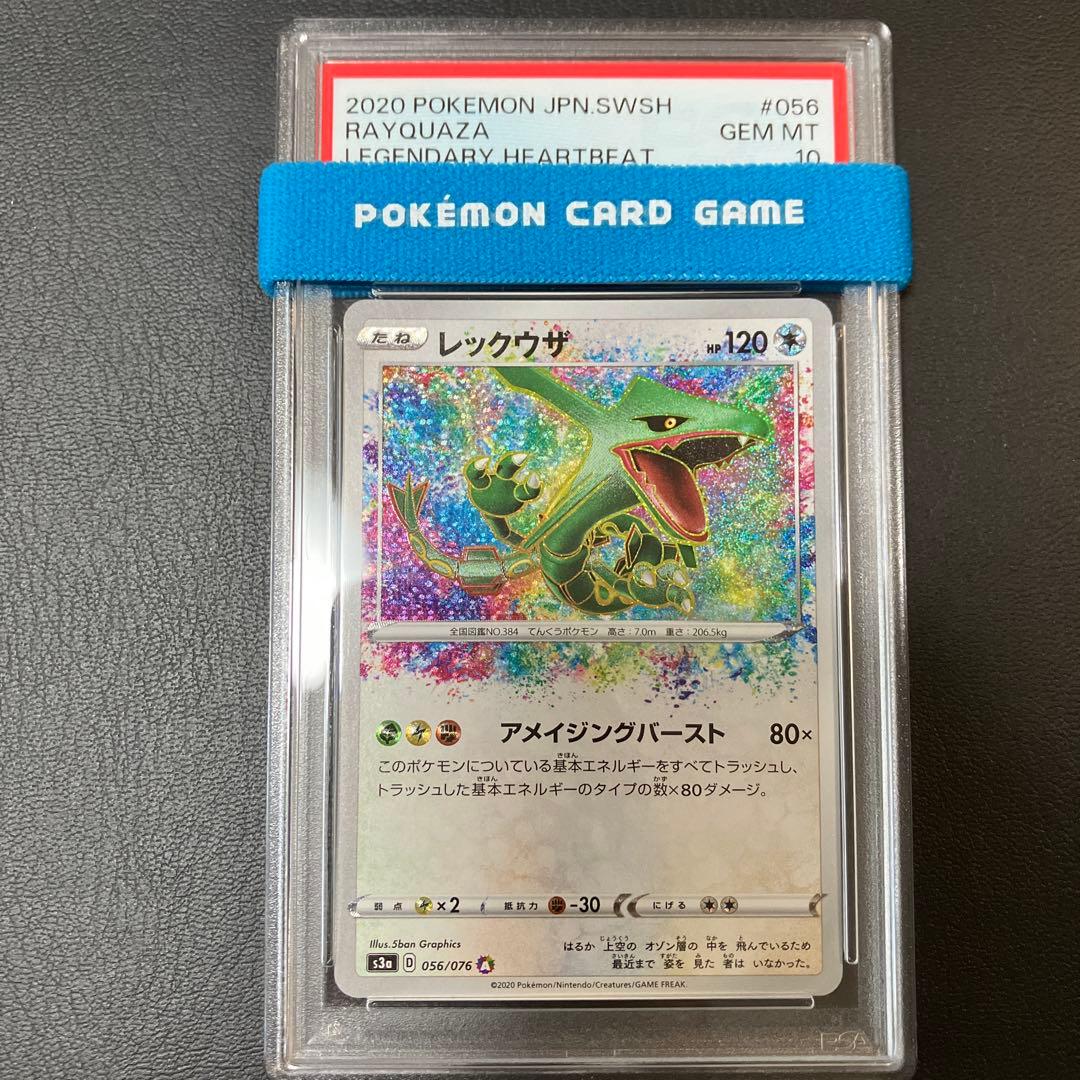 2020 POKEMON JPN.SWSH #056
RAYQUAZA GEM MT
LEGENDARY HEARTBEAT 10
POKÉMON CARD GAME
たね レックウザ HP 120
全国図鑑NO.384 てんくうポケモン 高さ:7.0m 重さ:206.5kg
アメイジングバースト 80×
このポケモンについている基本エネルギーをすべてトラッシュし、
トラッシュした基本エネルギーのタイプの数×80ダメージ。
弱点 ×2 抵抗力 -30 にげる
Illus.5ban Graphics
はるか 上空の オゾン層の 中を 飛んでいるため
最近まで 姿を 見た 者は いなかった。
s3a D 056/076 A
©2020 Pokémon/Nintendo/Creatures/GAME FREAK.
PSA